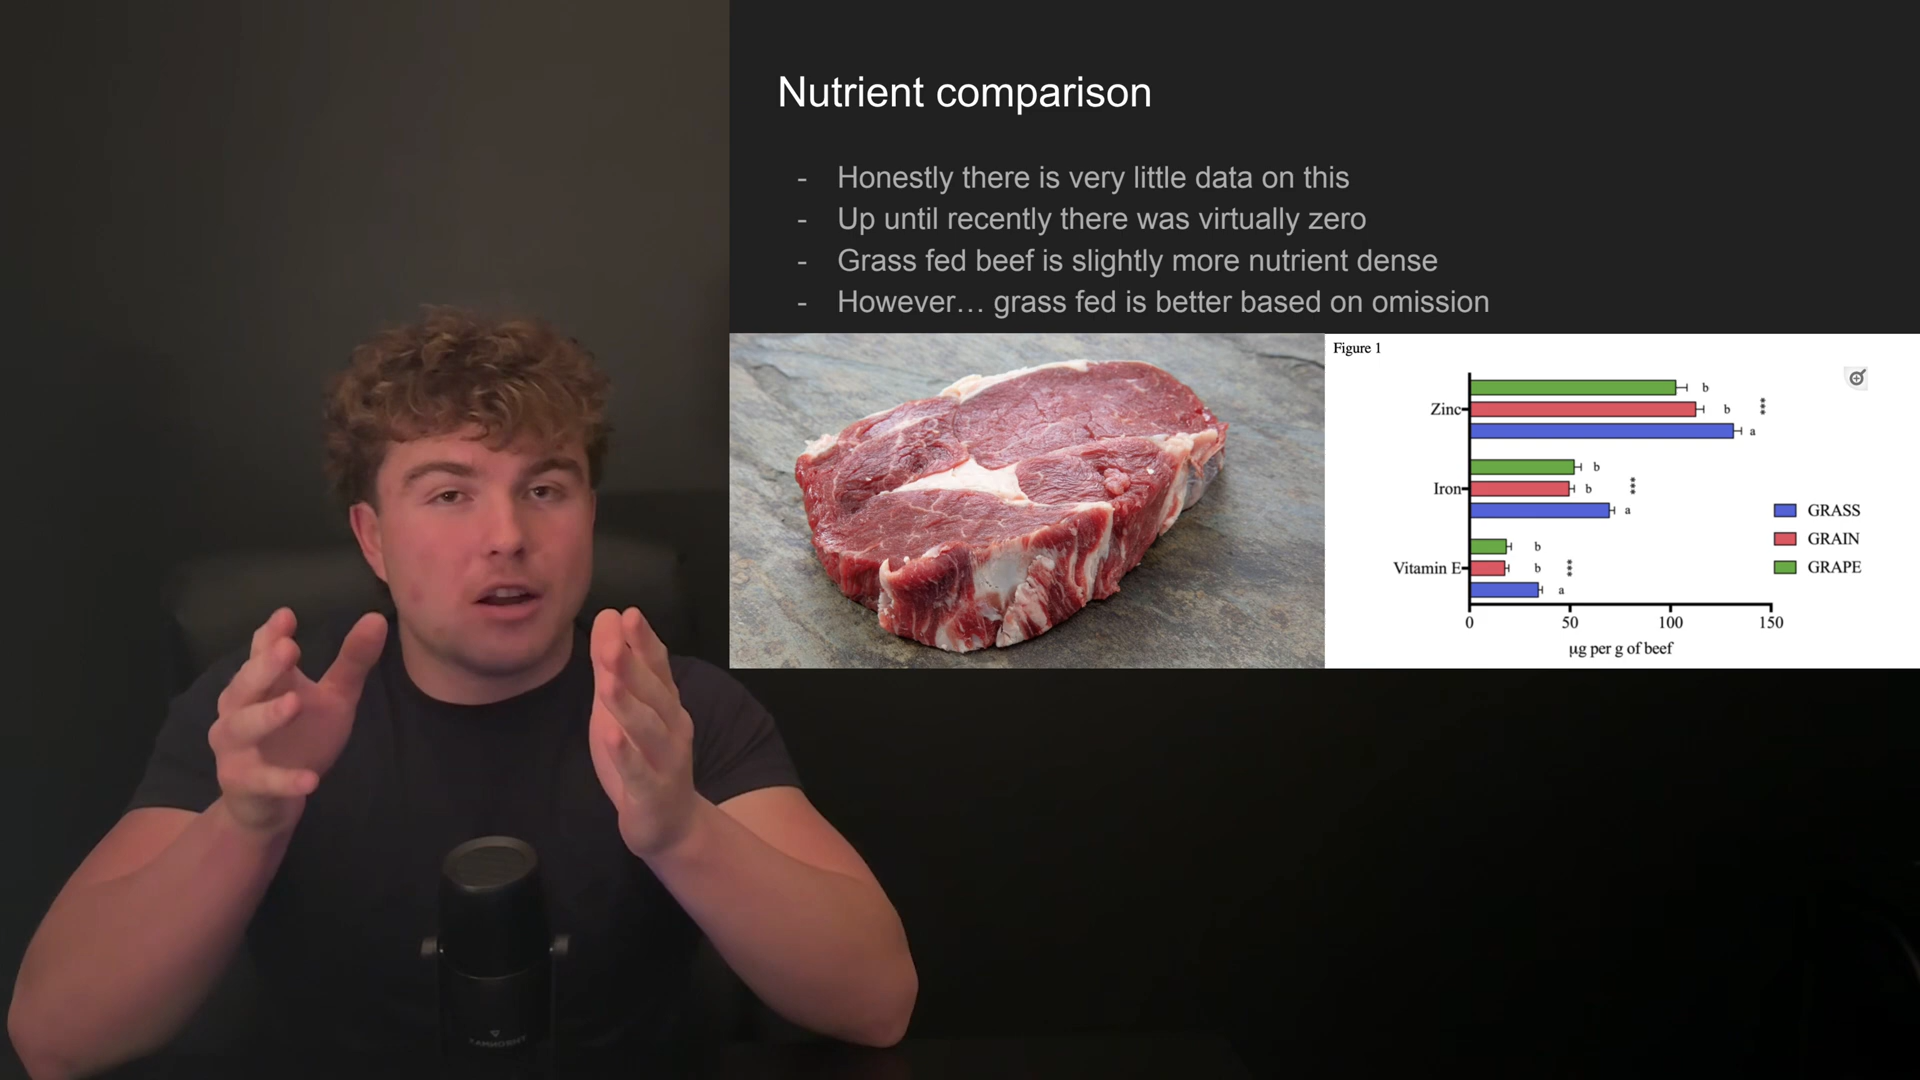 Nutrient comparison
- Honestly there is very little data on this
- Up until recently there was virtually zero
- Grass fed beef is slightly more nutrient dense
- However… grass fed is better based on omission
Figure 1
b
Zinc
b
***
a
b
Iron
b
***
a
b
Vitamin E
b
***
a
GRASS
GRAIN
GRAPE
0 50 100 150
µg per g of beef